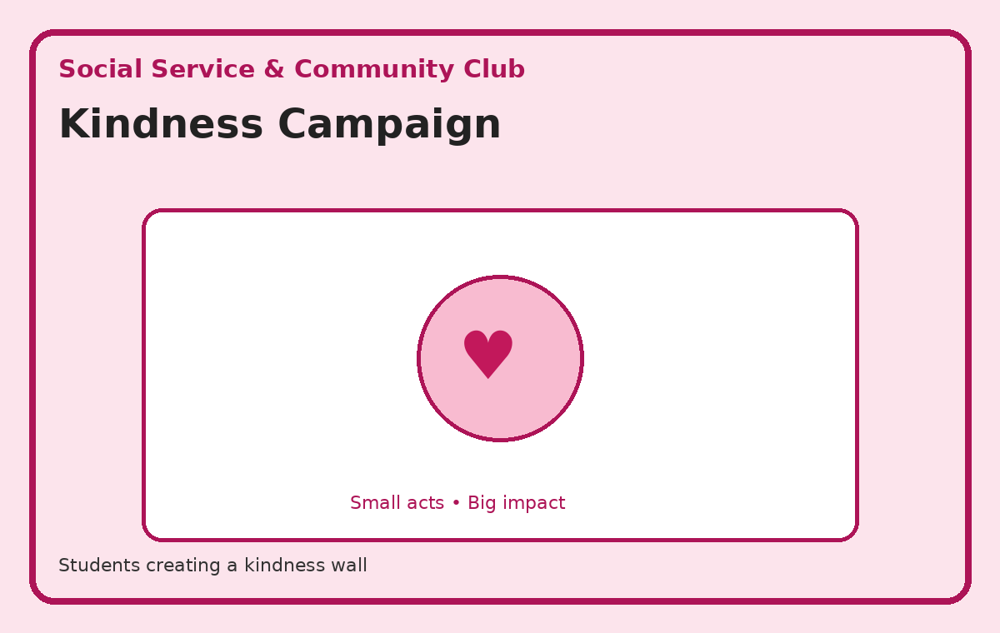 Social Service & Community Club
Kindness Campaign
♥
Small acts • Big impact
Students creating a kindness wall